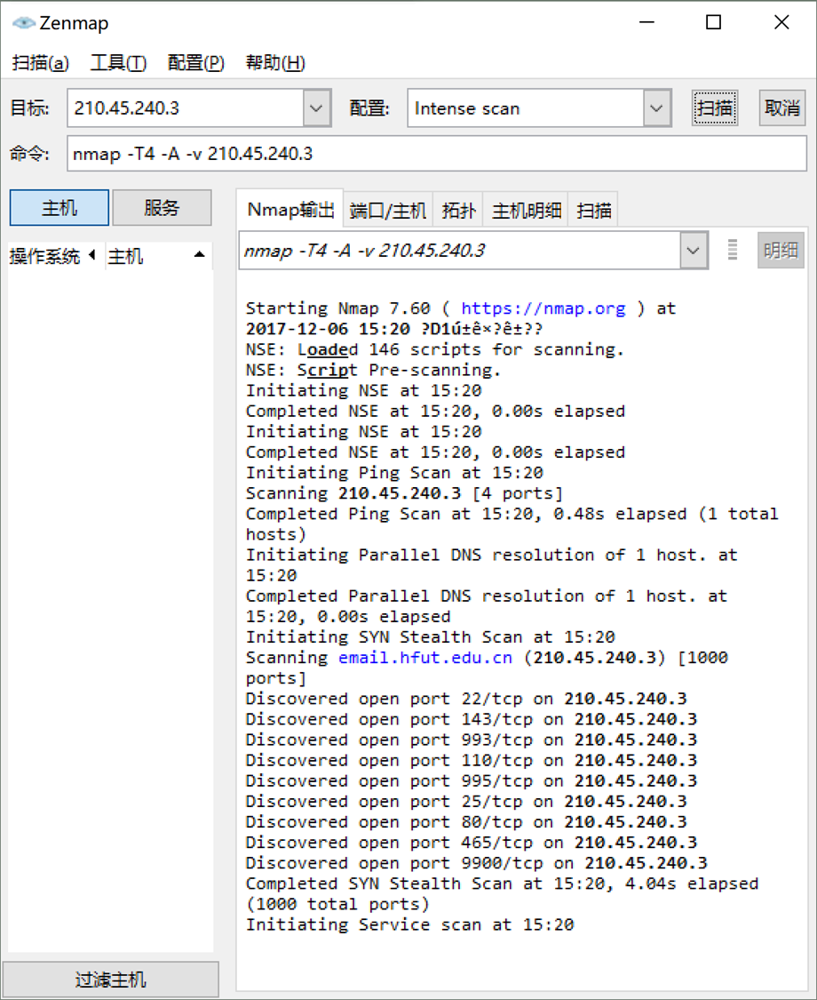 Zenmap
扫描(a) 工具(T) 配置(P) 帮助(H)
目标: 210.45.240.3 配置: Intense scan 扫描 取消
命令: nmap -T4 -A -v 210.45.240.3
主机 服务
操作系统 主机
Nmap输出 端口/主机 拓扑 主机明细 扫描
nmap -T4 -A -v 210.45.240.3 明细
Starting Nmap 7.60 ( https://nmap.org ) at
2017-12-06 15:20 ?D1ú±ê×?ê±??
NSE: Loaded 146 scripts for scanning.
NSE: Script Pre-scanning.
Initiating NSE at 15:20
Completed NSE at 15:20, 0.00s elapsed
Initiating NSE at 15:20
Completed NSE at 15:20, 0.00s elapsed
Initiating Ping Scan at 15:20
Scanning 210.45.240.3 [4 ports]
Completed Ping Scan at 15:20, 0.48s elapsed (1 total
hosts)
Initiating Parallel DNS resolution of 1 host. at
15:20
Completed Parallel DNS resolution of 1 host. at
15:20, 0.00s elapsed
Initiating SYN Stealth Scan at 15:20
Scanning email.hfut.edu.cn (210.45.240.3) [1000
ports]
Discovered open port 22/tcp on 210.45.240.3
Discovered open port 143/tcp on 210.45.240.3
Discovered open port 993/tcp on 210.45.240.3
Discovered open port 110/tcp on 210.45.240.3
Discovered open port 995/tcp on 210.45.240.3
Discovered open port 25/tcp on 210.45.240.3
Discovered open port 80/tcp on 210.45.240.3
Discovered open port 465/tcp on 210.45.240.3
Discovered open port 9900/tcp on 210.45.240.3
Completed SYN Stealth Scan at 15:20, 4.04s elapsed
(1000 total ports)
Initiating Service scan at 15:20
过滤主机